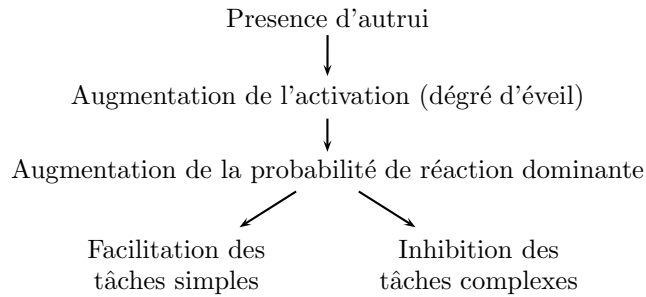 Presence d'autrui
Augmentation de l'activation (dégré d'éveil)
Augmentation de la probabilité de réaction dominante
Facilitation des
tâches simples
Inhibition des
tâches complexes